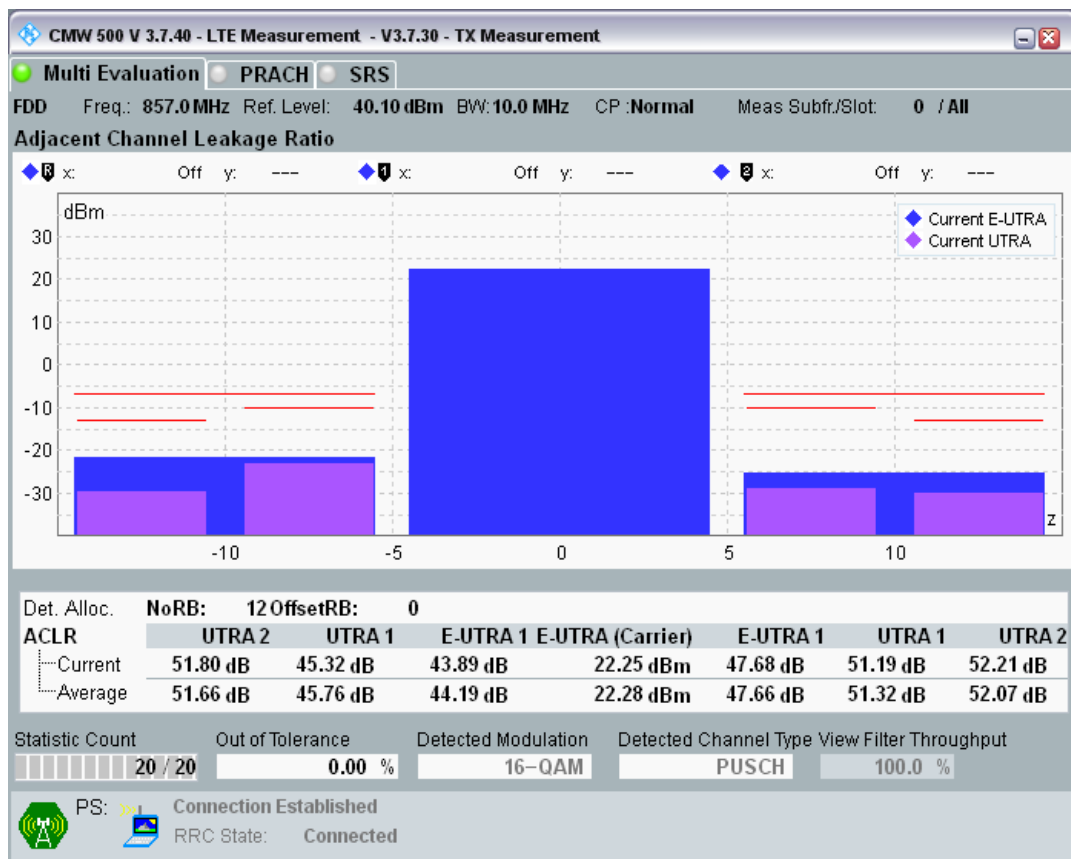 CMW 500 V 3.7.40 - LTE Measurement - V3.7.30 - TX Measurement
Multi Evaluation PRACH SRS
FDD Freq.: 857.0 MHz Ref. Level: 40.10 dBm BW: 10.0 MHz CP :Normal Meas Subfr./Slot: 0 / All
Adjacent Channel Leakage Ratio
R x: Off y: --- 1 x: Off y: --- 2 x: Off y: ---
dBm
Current E-UTRA
Current UTRA
30
20
10
0
-10
-20
-30
z
-10 -5 0 5 10
Det. Alloc. NoRB: 12 OffsetRB: 0
ACLR UTRA 2 UTRA 1 E-UTRA 1 E-UTRA (Carrier) E-UTRA 1 UTRA 1 UTRA 2
Current 51.80 dB 45.32 dB 43.89 dB 22.25 dBm 47.68 dB 51.19 dB 52.21 dB
Average 51.66 dB 45.76 dB 44.19 dB 22.28 dBm 47.66 dB 51.32 dB 52.07 dB
Statistic Count Out of Tolerance Detected Modulation Detected Channel Type View Filter Throughput
20 / 20 0.00 % 16-QAM PUSCH 100.0 %
PS: Connection Established
RRC State: Connected